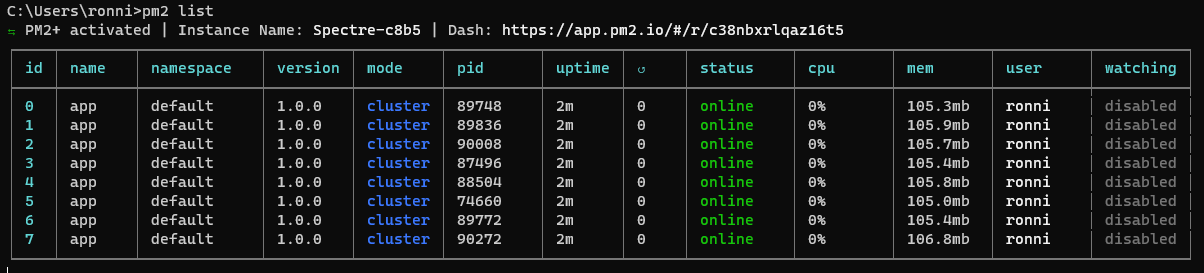 C:\Users\ronni>pm2 list
⇆ PM2+ activated | Instance Name: Spectre-c8b5 | Dash: https://app.pm2.io/#/r/c38nbxrlqaz16t5
id name namespace version mode pid uptime ↺ status cpu mem user watching
0 app default 1.0.0 cluster 89748 2m 0 online 0% 105.3mb ronni disabled
1 app default 1.0.0 cluster 89836 2m 0 online 0% 105.9mb ronni disabled
2 app default 1.0.0 cluster 90008 2m 0 online 0% 105.7mb ronni disabled
3 app default 1.0.0 cluster 87496 2m 0 online 0% 105.4mb ronni disabled
4 app default 1.0.0 cluster 88504 2m 0 online 0% 105.8mb ronni disabled
5 app default 1.0.0 cluster 74660 2m 0 online 0% 105.0mb ronni disabled
6 app default 1.0.0 cluster 89772 2m 0 online 0% 105.4mb ronni disabled
7 app default 1.0.0 cluster 90272 2m 0 online 0% 106.8mb ronni disabled